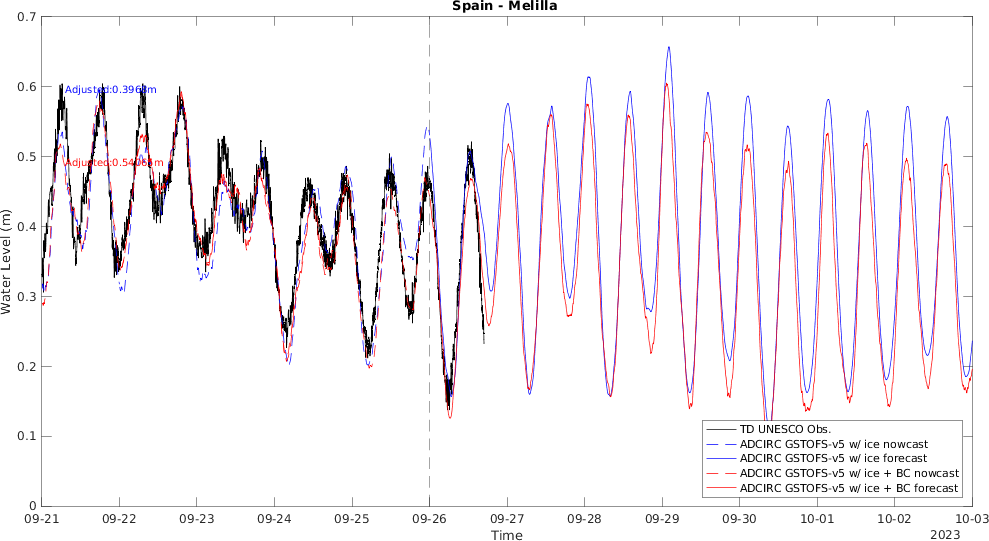 Spain - Melilla
0.7
0.6
0.5
0.4
0.3
0.2
0.1
0
Water Level (m)
Adjusted:0.3968m
TD UNESCO Obs.
ADCIRC GSTOFS-v5 w/ ice nowcast
ADCIRC GSTOFS-v5 w/ ice forecast
ADCIRC GSTOFS-v5 w/ ice + BC nowcast
ADCIRC GSTOFS-v5 w/ ice + BC forecast
09-21
09-22
09-23
09-24
09-25
09-26
09-27
09-28
09-29
09-30
10-01
10-02
10-03
Time
2023